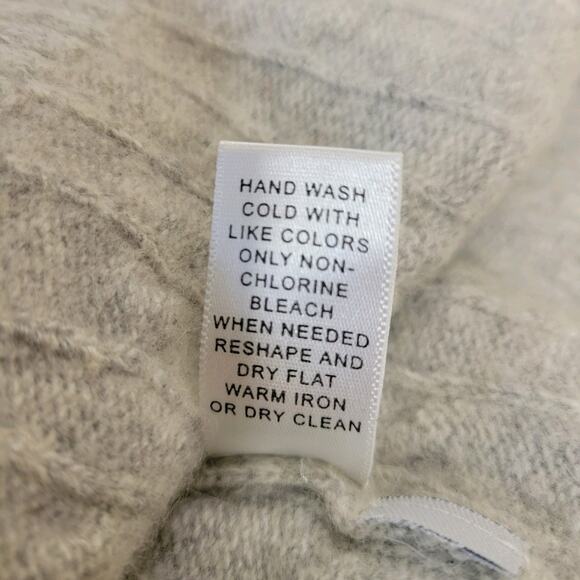 HAND WASH
COLD WITH
LIKE COLORS
ONLY NON-
CHLORINE
BLEACH
WHEN NEEDED
RESHAPE AND
DRY FLAT
WARM IRON
OR DRY CLEAN